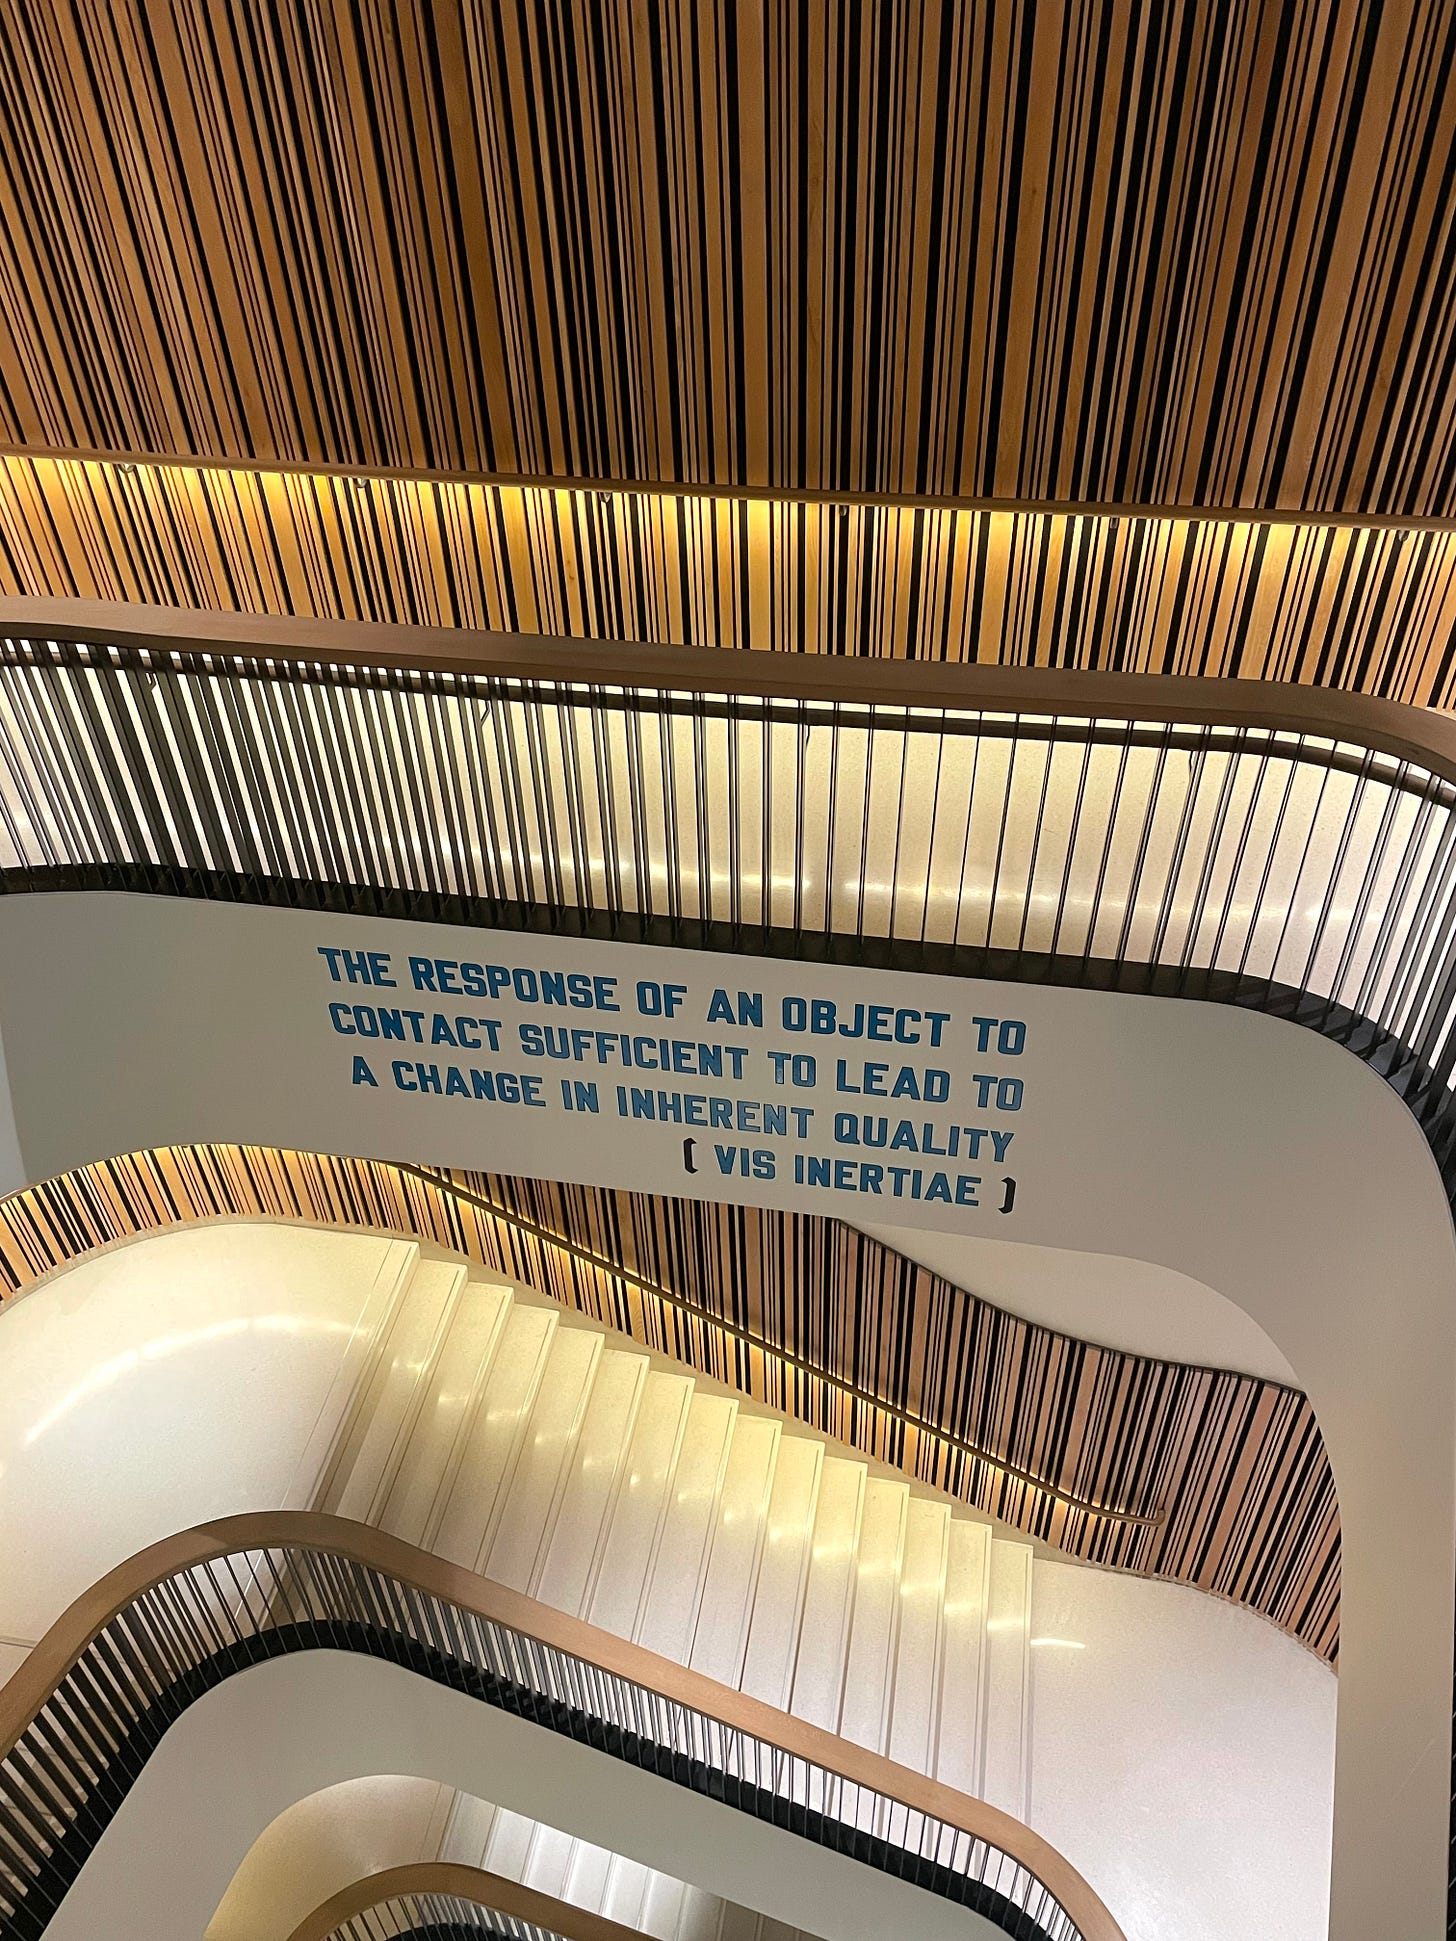 THE RESPONSE OF AN OBJECT TO
CONTACT SUFFICIENT TO LEAD TO
A CHANGE IN INHERENT QUALITY
[ VIS INERTIAE ]